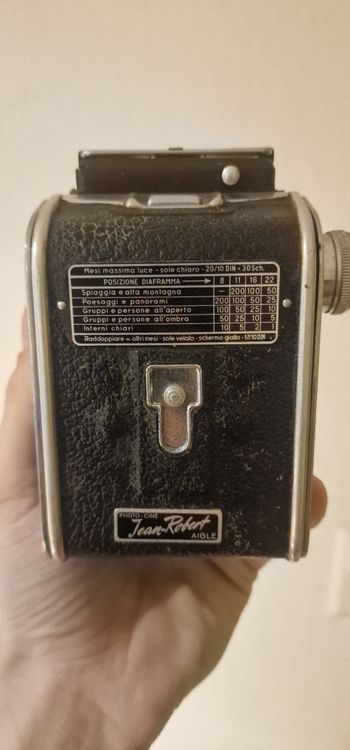 Mesi massima luce - sole chiaro - 20/10 DIN = 30 Sch.
POSIZIONE DIAFRAMMA 8 11 16 22
Spiaggia e alta montagna - 200 100 50
Paesaggi e panorami 200 100 50 25
Gruppi e persone all'aperto 100 50 25 10
Gruppi e persone all'ombra 50 25 10 5
Interni chiari 10 5 2 1
Raddoppiare = altri mesi - sole velato - schermo giallo - 17/10 DIN
PHOTO-CINÉ
Jean-Robert
AIGLE